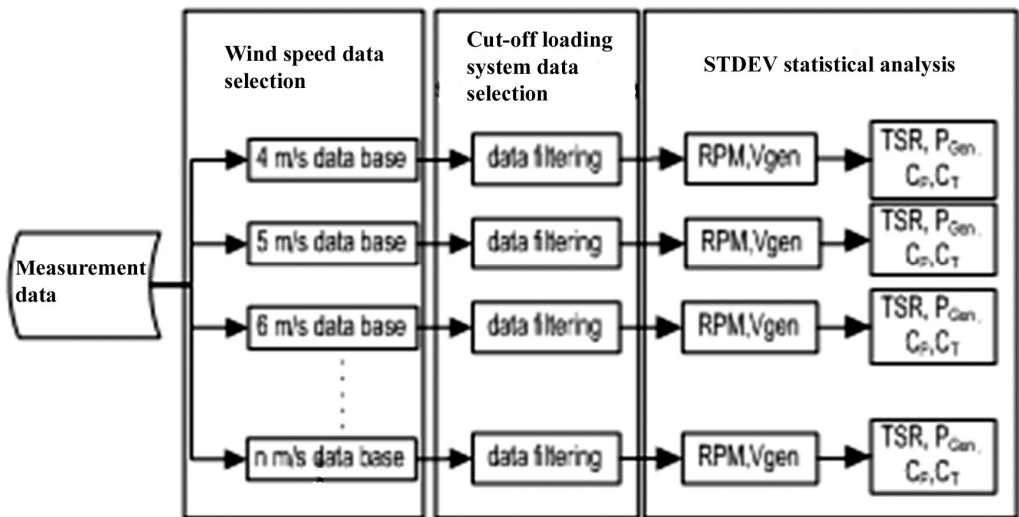 Wind speed data
selection
Cut-off loading
system data
selection
STDEV statistical analysis
Measurement
data
4 m/s data base
data filtering
RPM,Vgen
TSR, PGen,
CP,CT
5 m/s data base
data filtering
RPM,Vgen
TSR, PGen,
CP,CT
6 m/s data base
data filtering
RPM,Vgen
TSR, PGen,
CP,CT
n m/s data base
data filtering
RPM,Vgen
TSR, PGen,
CP,CT